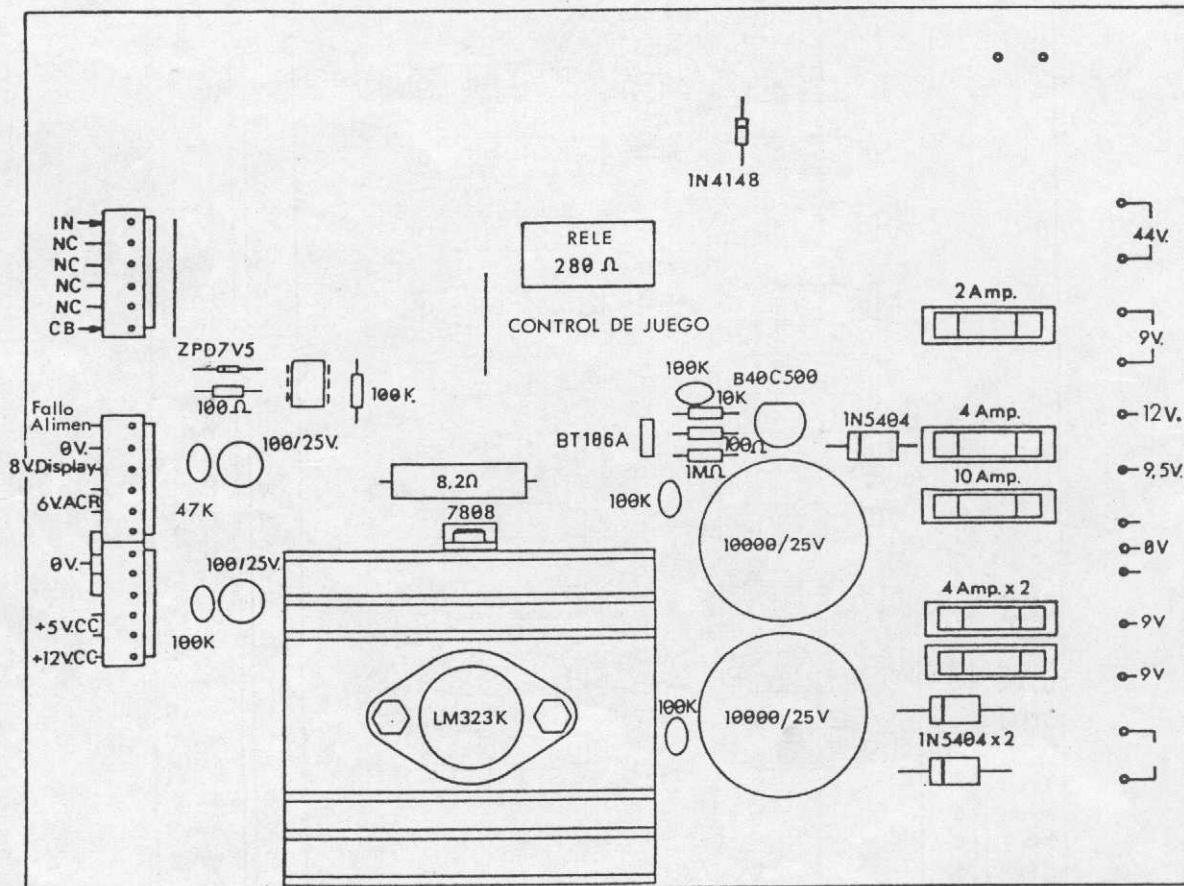 1N4148
IN
NC
NC
NC
NC
CB
RELE
280 Ω
44V.
2 Amp.
9V.
CONTROL DE JUEGO
ZPD7V5
100Ω
100K
100K
10K
B40C500
100Ω
1MΩ
BT106A
1N5404
4 Amp.
12V.
Fallo
Alimen
0V.
8V.Display
6V.ACR
100/25V.
47K
8,2Ω
7808
100K
10000/25V
10 Amp.
9,5V.
0V
0V.
+5V.CC
+12V.CC
100/25V.
100K
4 Amp. x 2
9V
9V
LM323K
100K
10000/25V
1N5404 x 2